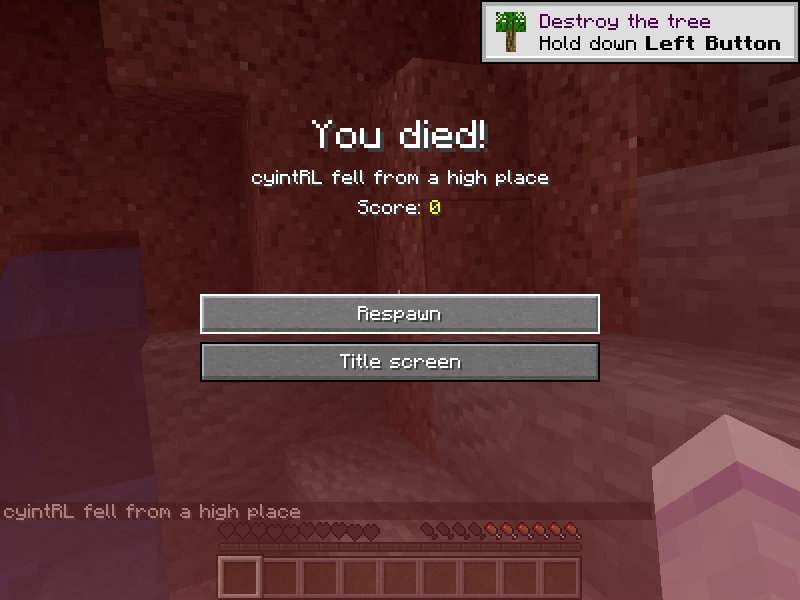 Destroy the tree
Hold down Left Button
You died!
cyintRL fell from a high place
Score: 0
Respawn
Title screen
cyintRL fell from a high place